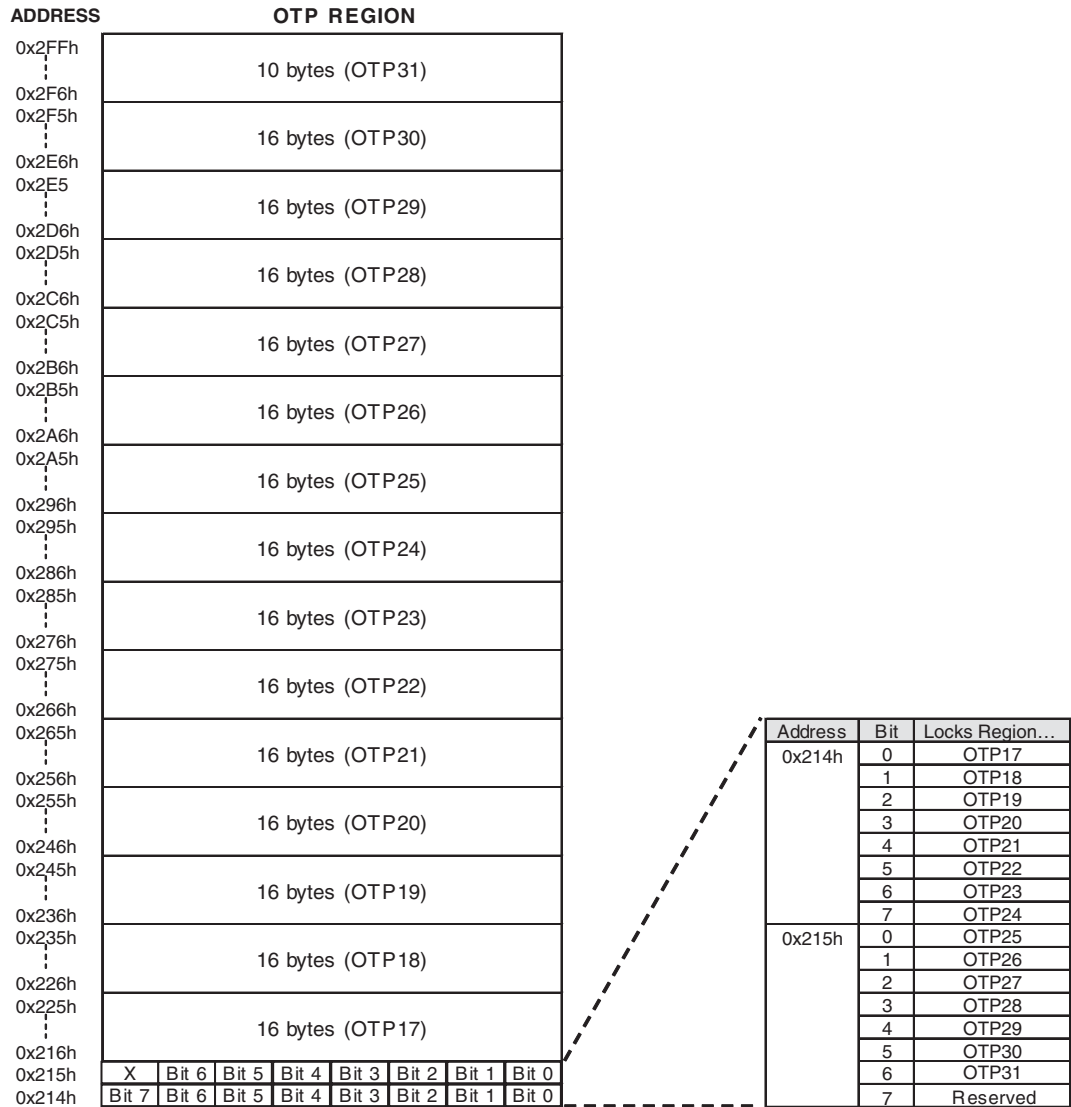 ADDRESS OTP REGION
0x2FFh
10 bytes (OTP31)
0x2F6h
0x2F5h
16 bytes (OTP30)
0x2E6h
0x2E5
16 bytes (OTP29)
0x2D6h
0x2D5h
16 bytes (OTP28)
0x2C6h
0x2C5h
16 bytes (OTP27)
0x2B6h
0x2B5h
16 bytes (OTP26)
0x2A6h
0x2A5h
16 bytes (OTP25)
0x296h
0x295h
16 bytes (OTP24)
0x286h
0x285h
16 bytes (OTP23)
0x276h
0x275h
16 bytes (OTP22)
0x266h
0x265h
16 bytes (OTP21)
0x256h
0x255h
16 bytes (OTP20)
0x246h
0x245h
16 bytes (OTP19)
0x236h
0x235h
16 bytes (OTP18)
0x226h
0x225h
16 bytes (OTP17)
0x216h
0x215h X Bit 6 Bit 5 Bit 4 Bit 3 Bit 2 Bit 1 Bit 0
0x214h Bit 7 Bit 6 Bit 5 Bit 4 Bit 3 Bit 2 Bit 1 Bit 0
Address Bit Locks Region...
0x214h 0 OTP17
1 OTP18
2 OTP19
3 OTP20
4 OTP21
5 OTP22
6 OTP23
7 OTP24
0x215h 0 OTP25
1 OTP26
2 OTP27
3 OTP28
4 OTP29
5 OTP30
6 OTP31
7 Reserved